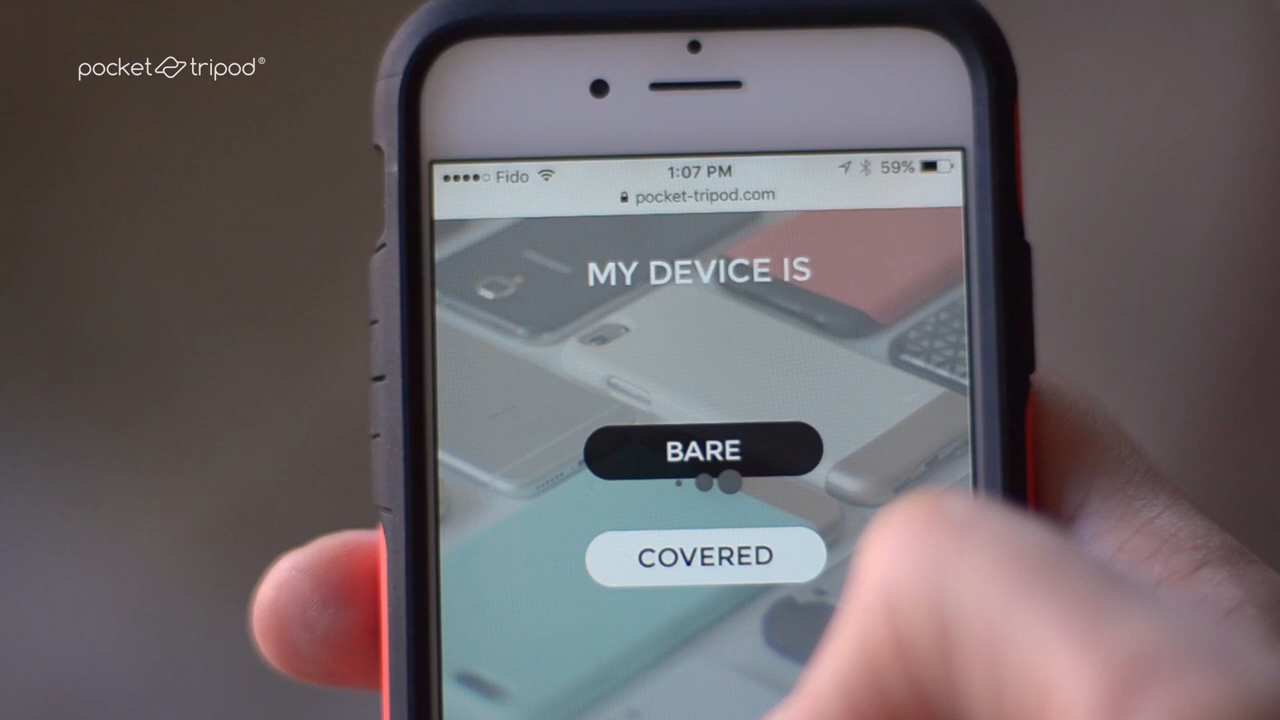 pocket tripod®
Fido 1:07 PM 59%
pocket-tripod.com
MY DEVICE IS
BARE
COVERED